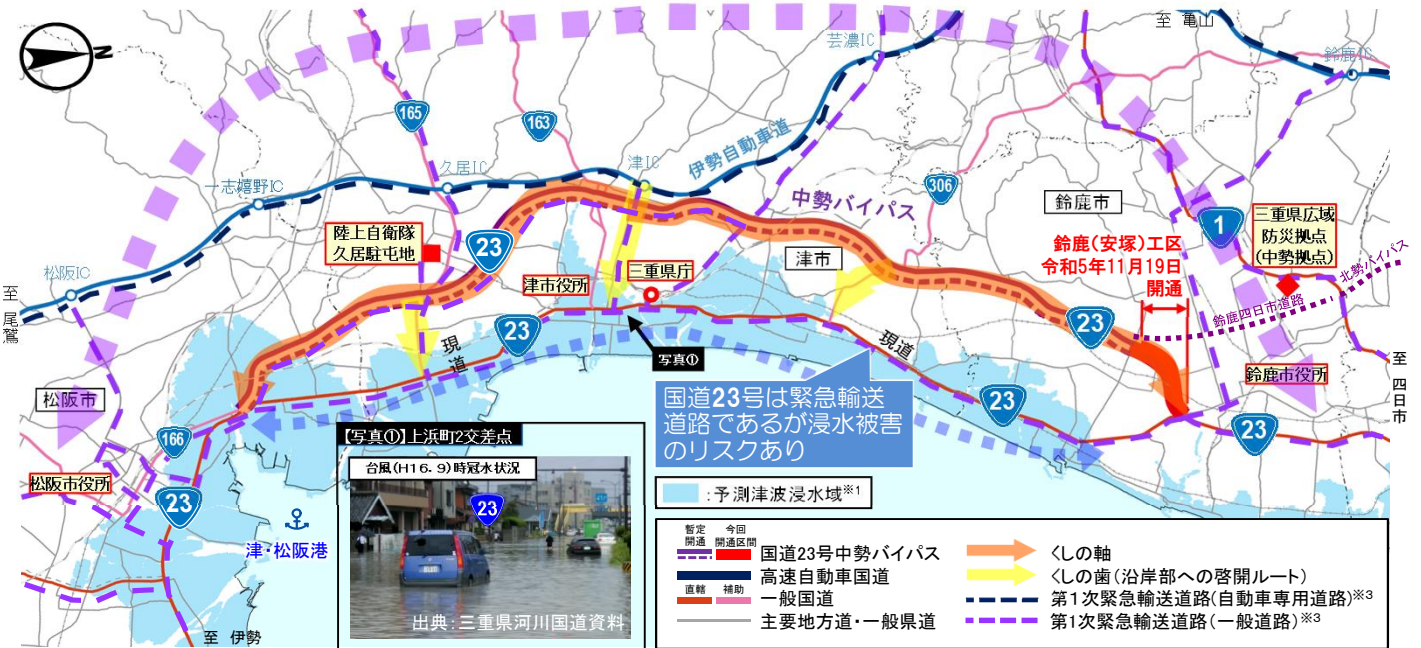 N
至 亀山
芸濃IC
鈴鹿IC
165
163
久居IC
津IC
伊勢自動車道
一志嬉野IC
306
中勢バイパス
鈴鹿市
1
三重県広域
防災拠点
(中勢拠点)
陸上自衛隊
久居駐屯地
23
鈴鹿(安塚)工区
令和5年11月19日
開通
北勢バイパス
松阪IC
津市役所
三重県庁
津市
至
尾鷲
鈴鹿四日市道路
23
現道
23
写真①
現道
至
四日市
鈴鹿市役所
松阪市
国道23号は緊急輸送
道路であるが浸水被害
のリスクあり
23
23
166
松阪市役所
【写真①】上浜町2交差点
台風(H16.9)時冠水状況
23
23
津・松阪港
出典:三重県河川国道資料
至 伊勢
:予測津波浸水域※1
暫定
開通
今回
開通区間
国道23号中勢バイパス
高速自動車国道
直轄 補助
一般国道
主要地方道・一般県道
くしの軸
くしの歯(沿岸部への啓開ルート)
第1次緊急輸送道路(自動車専用道路)※3
第1次緊急輸送道路(一般道路)※3